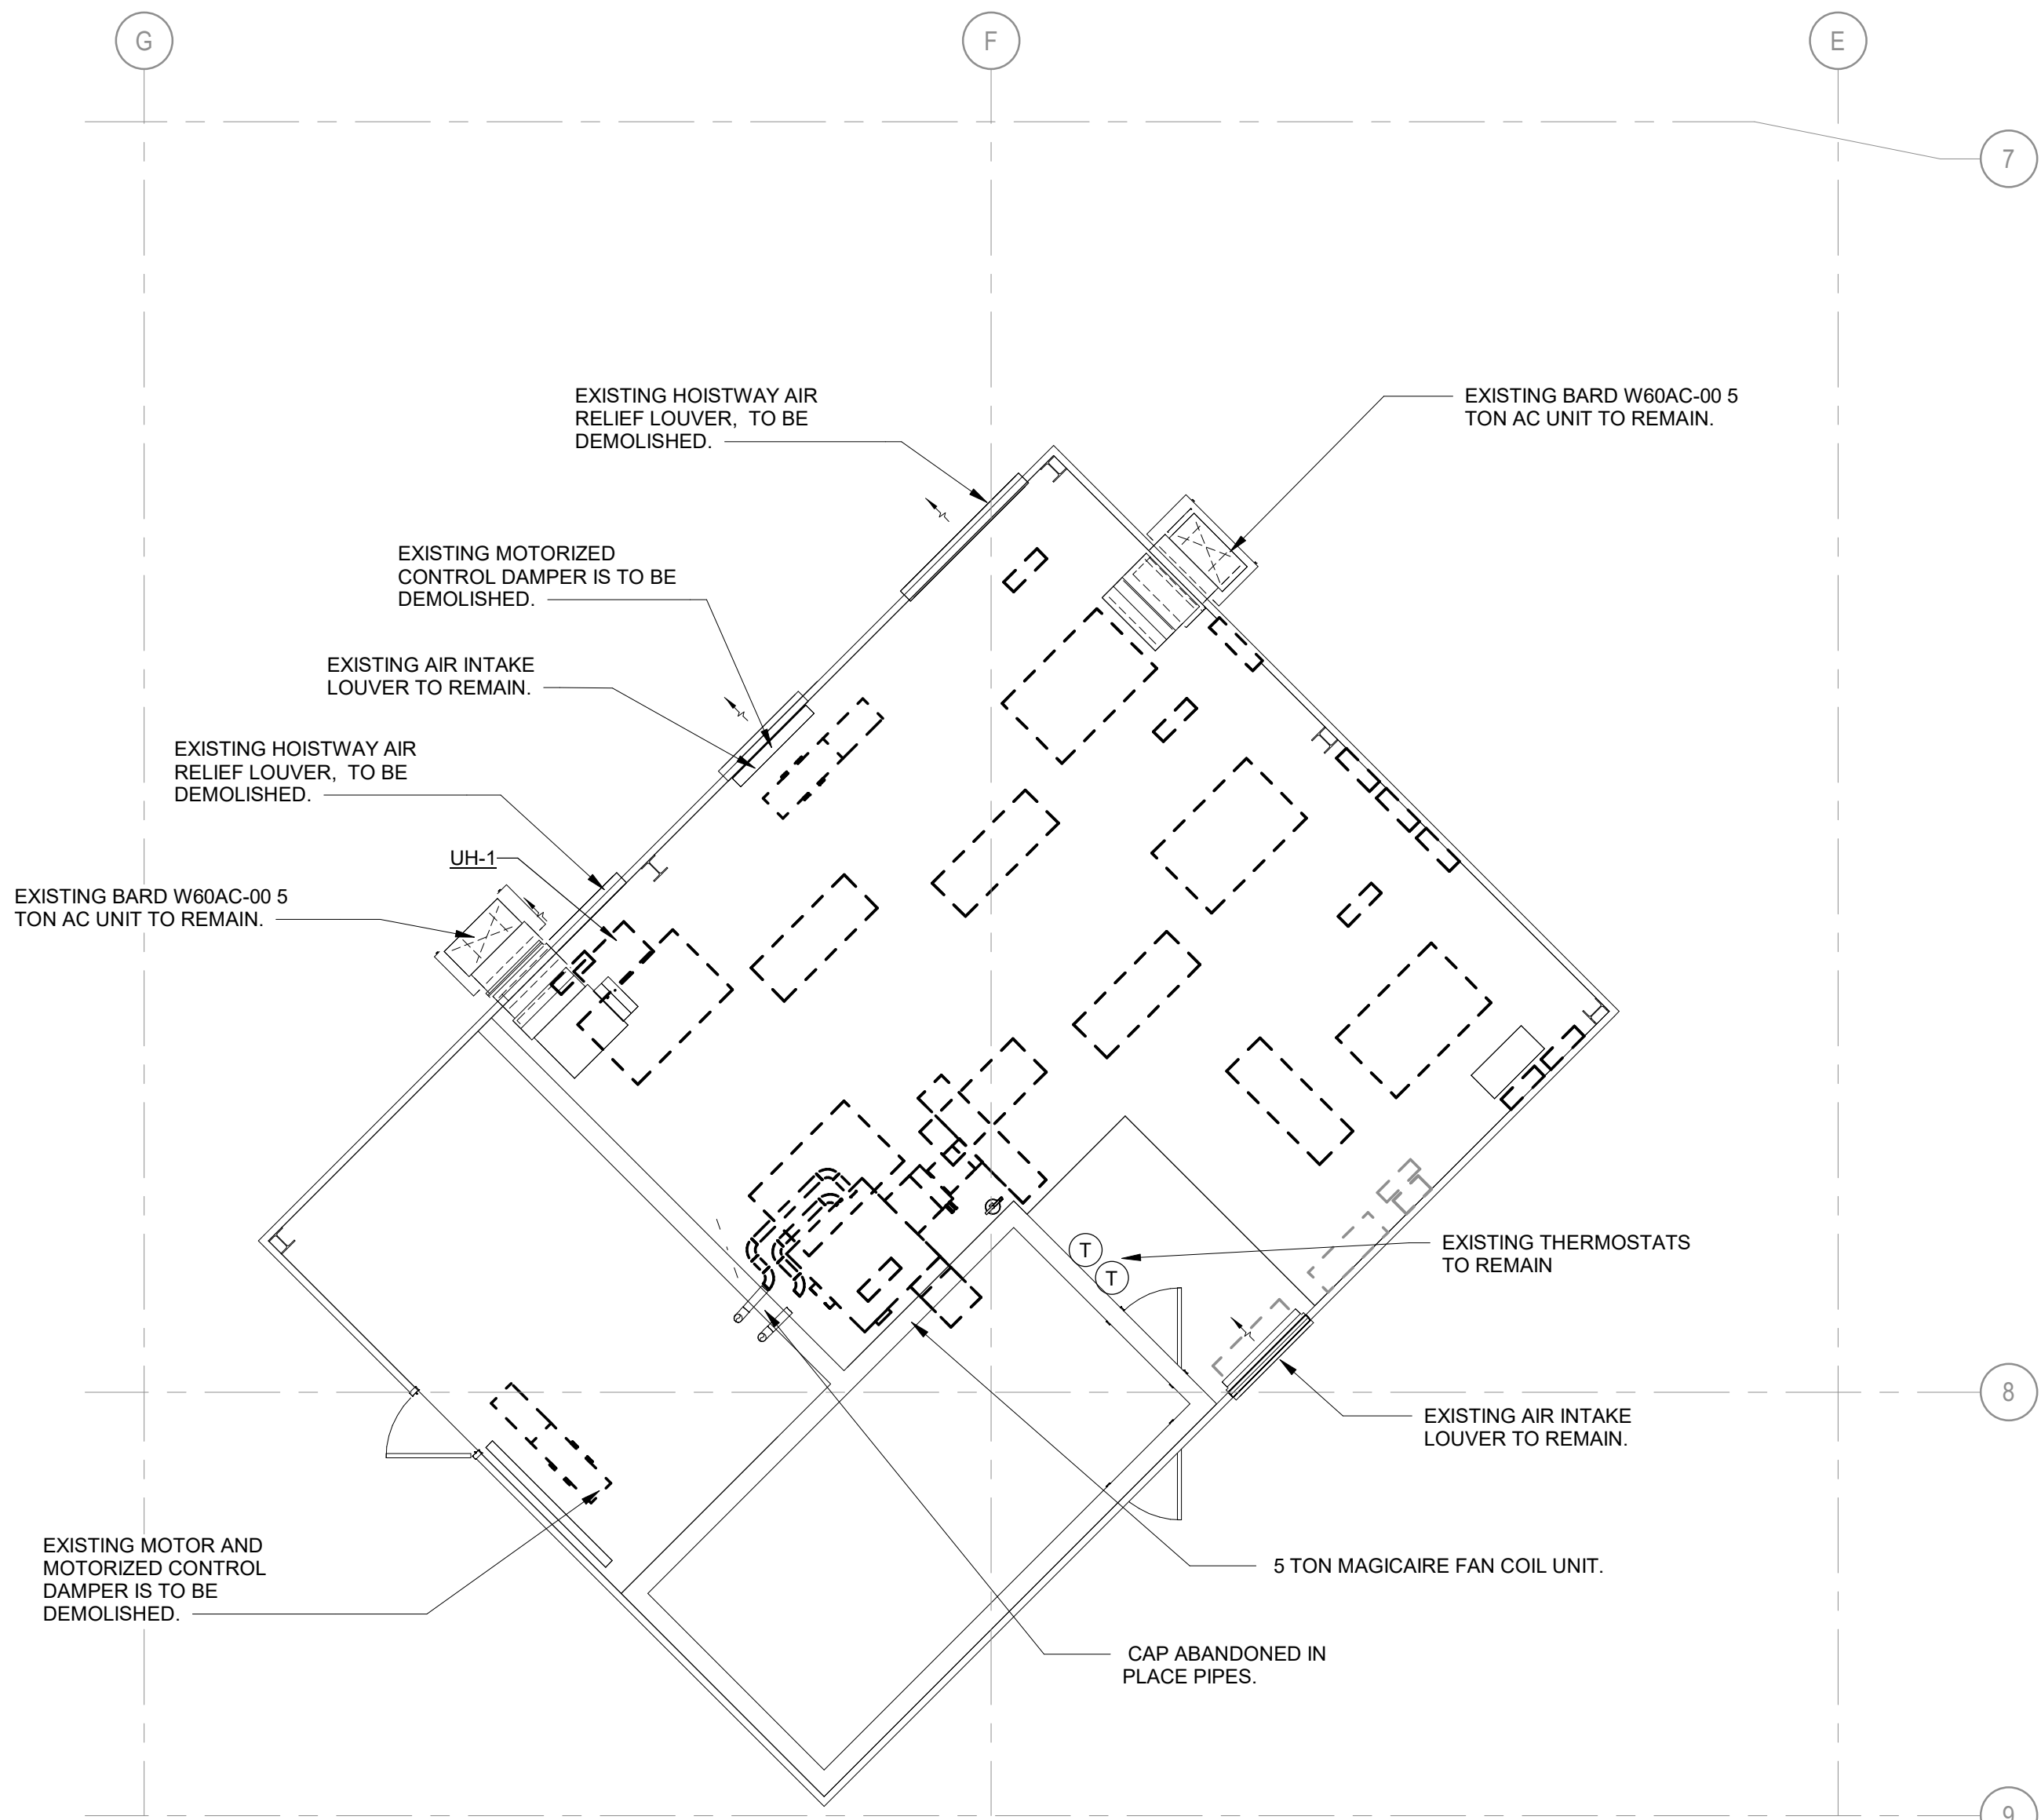 G
F
E
7
EXISTING HOISTWAY AIR
RELIEF LOUVER, TO BE
DEMOLISHED.
EXISTING BARD W60AC-00 5
TON AC UNIT TO REMAIN.
EXISTING MOTORIZED
CONTROL DAMPER IS TO BE
DEMOLISHED.
EXISTING AIR INTAKE
LOUVER TO REMAIN.
EXISTING HOISTWAY AIR
RELIEF LOUVER, TO BE
DEMOLISHED.
UH-1
EXISTING BARD W60AC-00 5
TON AC UNIT TO REMAIN.
T
T
EXISTING THERMOSTATS
TO REMAIN
8
EXISTING AIR INTAKE
LOUVER TO REMAIN.
EXISTING MOTOR AND
MOTORIZED CONTROL
DAMPER IS TO BE
DEMOLISHED.
5 TON MAGICAIRE FAN COIL UNIT.
CAP ABANDONED IN
PLACE PIPES.
9